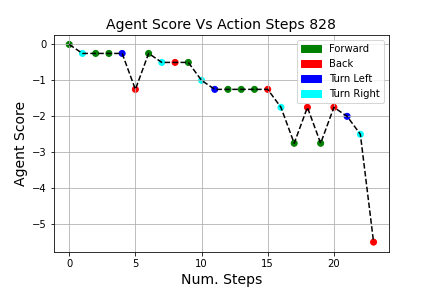 Agent Score Vs Action Steps 828
Forward
Back
Turn Left
Turn Right
Agent Score
0
−1
−2
−3
−4
−5
0
5
10
15
20
Num. Steps